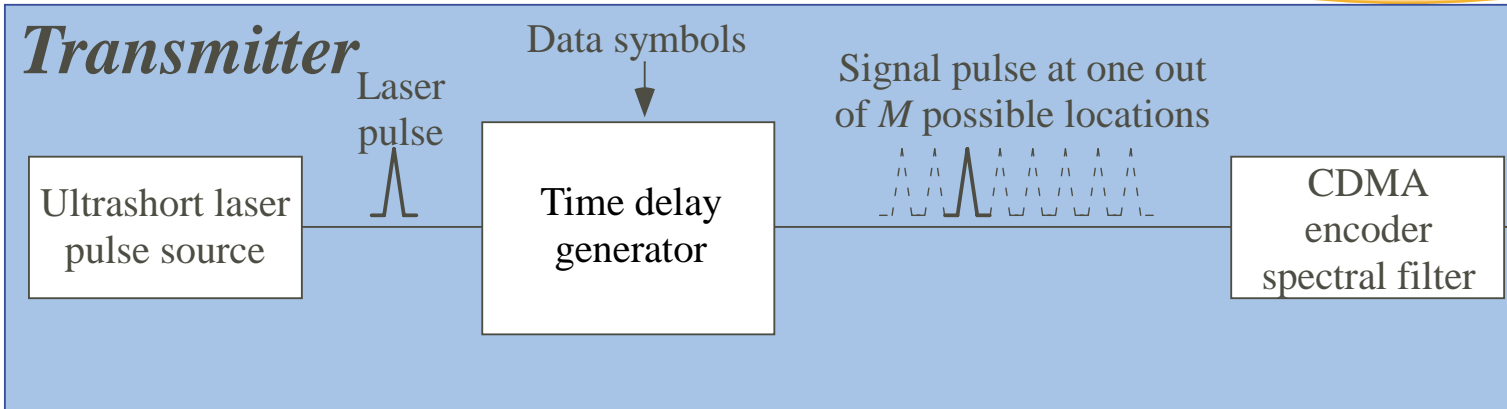 Transmitter
Laser
pulse
Data symbols
Signal pulse at one out
of M possible locations
Ultrashort laser
pulse source
Time delay
generator
CDMA
encoder
spectral filter